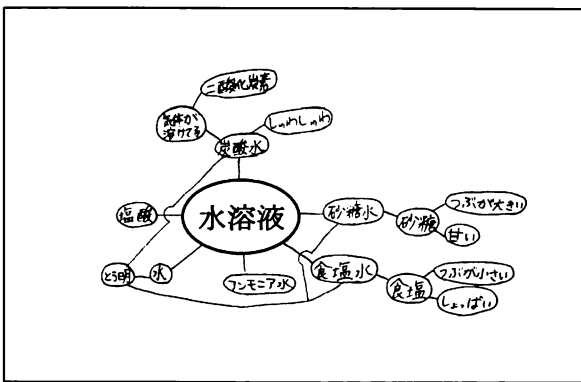 二酸化炭素
気体が
溶けてる
しゅわしゅわ
炭酸水
塩酸
水溶液
砂糖水
砂糖
つぶが大きい
甘い
とう明
水
アンモニア水
食塩水
食塩
つぶが小さい
しょっぱい